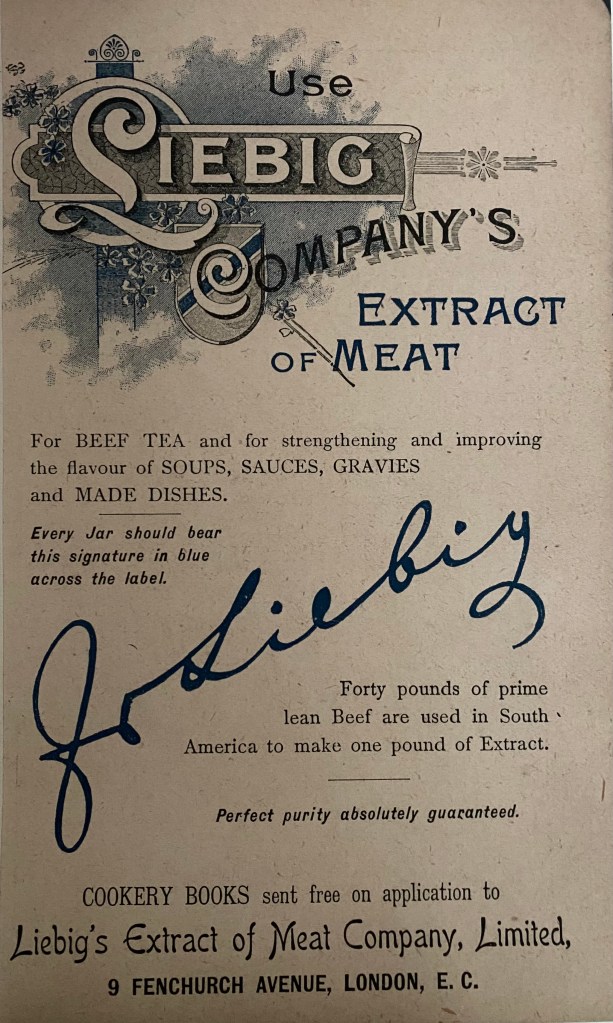 Use
LIEBIG
COMPANY'S
EXTRACT
OF MEAT
For BEEF TEA and for strengthening and improving
the flavour of SOUPS, SAUCES, GRAVIES
and MADE DISHES.
Every Jar should bear
this signature in blue
across the label.
Jv Liebig
Forty pounds of prime
lean Beef are used in South
America to make one pound of Extract.
Perfect purity absolutely guaranteed.
COOKERY BOOKS sent free on application to
Liebig's Extract of Meat Company, Limited,
9 FENCHURCH AVENUE, LONDON, E. C.